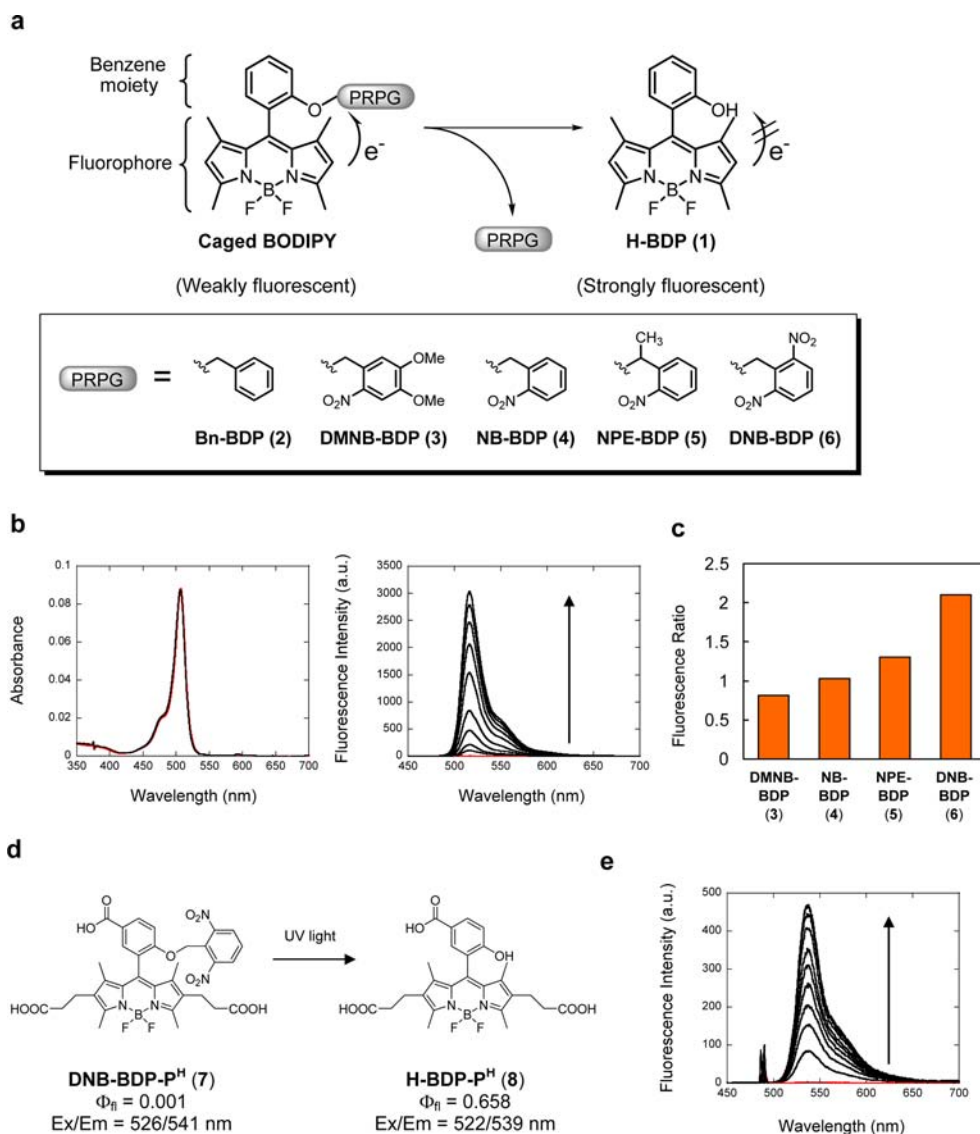 a
Benzene
moiety
Fluorophore
O
PRPG
e-
N
N
B
F
F
Caged BODIPY
(Weakly fluorescent)
PRPG
OH
e-
N
N
B
F
F
H-BDP (1)
(Strongly fluorescent)
PRPG
=
Bn-BDP (2)
O₂N
OMe
OMe
DMNB-BDP (3)
O₂N
NB-BDP (4)
CH₃
O₂N
NPE-BDP (5)
NO₂
O₂N
DNB-BDP (6)
b
Absorbance
0.1
0.08
0.06
0.04
0.02
0
350 400 450 500 550 600 650 700
Wavelength (nm)
Fluorescence Intensity (a.u.)
3500
3000
2500
2000
1500
1000
500
0
450 500 550 600 650 700
Wavelength (nm)
c
Fluorescence Ratio
2.5
2
1.5
1
0.5
0
DMNB-
BDP
(3)
NB-
BDP
(4)
NPE-
BDP
(5)
DNB-
BDP
(6)
d
O
HO
O₂N
O
NO₂
HOOC
COOH
N
N
B
F
F
DNB-BDP-Pᴴ (7)
Φfl = 0.001
Ex/Em = 526/541 nm
UV light
O
HO
OH
HOOC
COOH
N
N
B
F
F
H-BDP-Pᴴ (8)
Φfl = 0.658
Ex/Em = 522/539 nm
e
Fluorescence Intensity (a.u.)
500
400
300
200
100
0
450 500 550 600 650 700
Wavelength (nm)